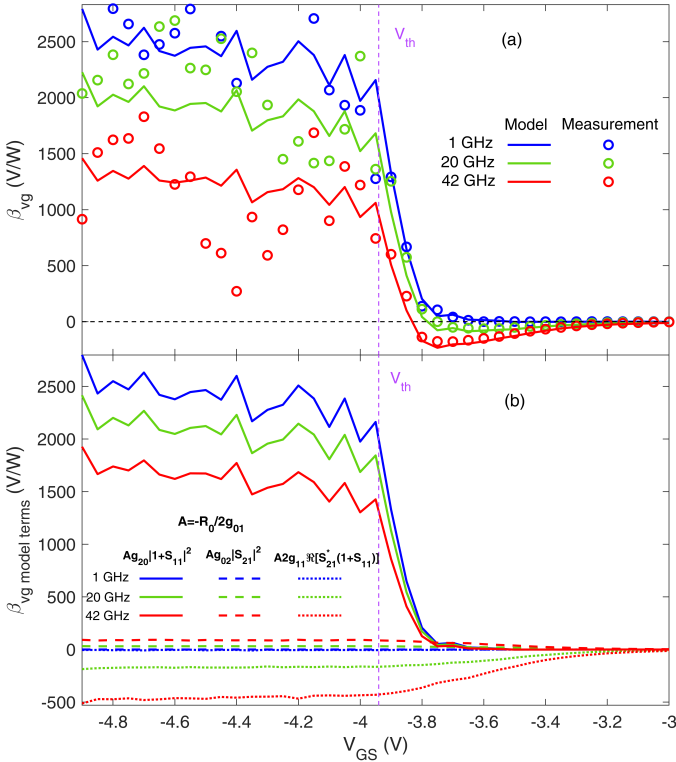 2500
2000
1500
1000
500
0
β_vg (V/W)
V_th
(a)
Model Measurement
1 GHz
20 GHz
42 GHz
2500
2000
1500
1000
500
0
-500
β_vg model terms (V/W)
V_th
(b)
A=-R_0/2g_01
Ag_20|1+S_11|^2 Ag_02|S_21|^2 A2g_11ℜ[S_21^*(1+S_11)]
1 GHz
20 GHz
42 GHz
-4.8 -4.6 -4.4 -4.2 -4 -3.8 -3.6 -3.4 -3.2 -3
V_GS (V)